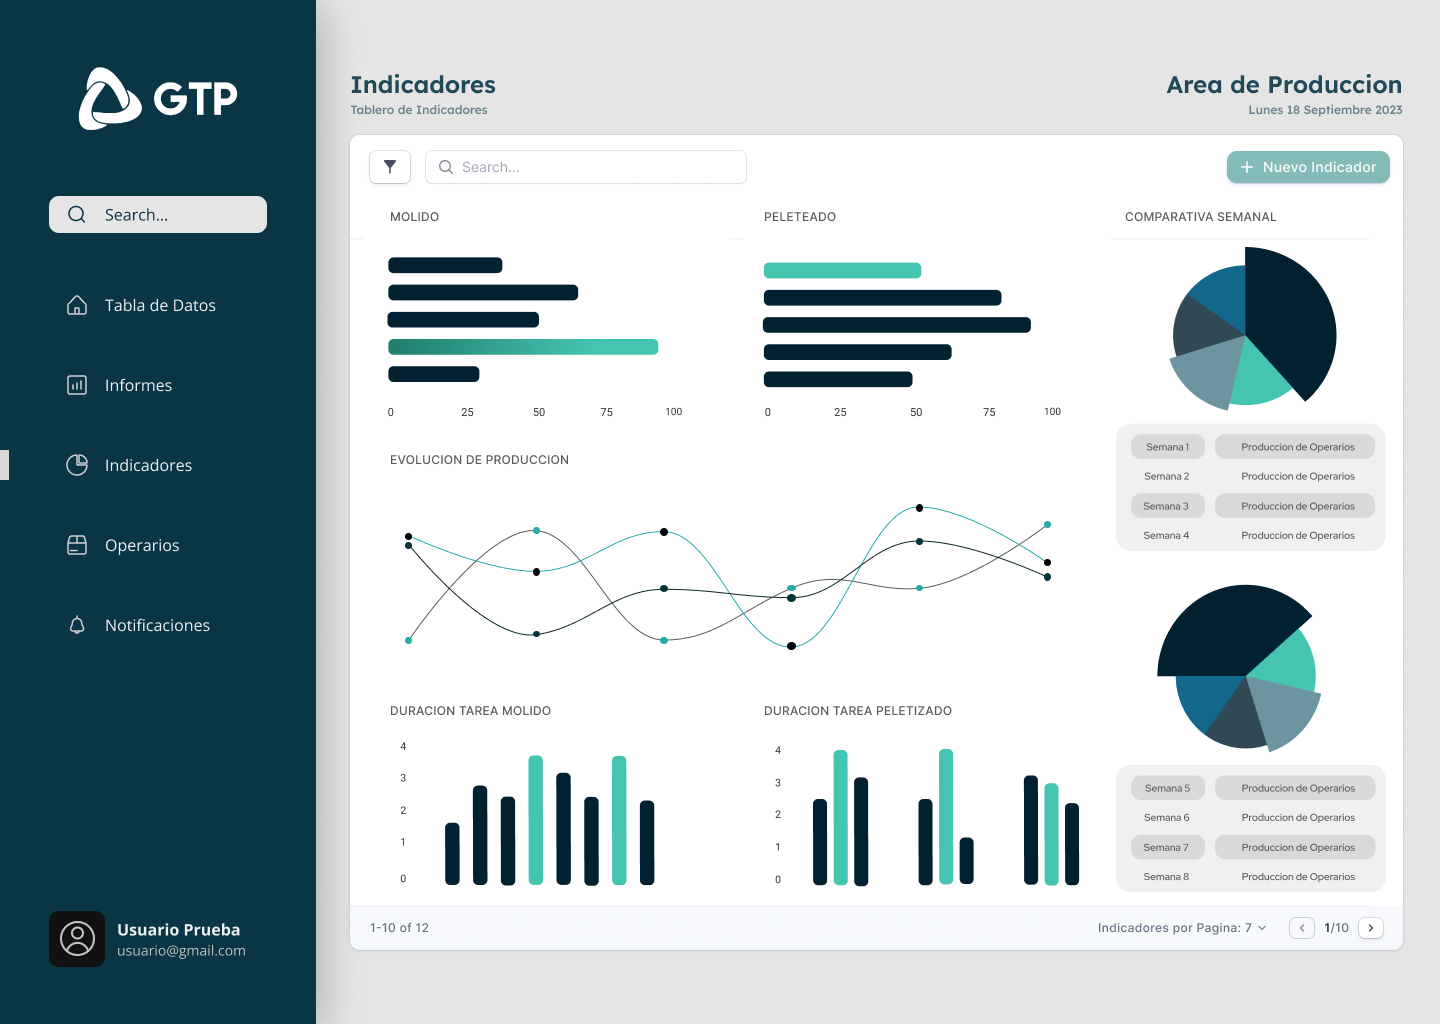 GTP
Search...
Tabla de Datos
Informes
Indicadores
Operarios
Notificaciones
Usuario Prueba
usuario@gmail.com
Indicadores
Tablero de Indicadores
Area de Produccion
Lunes 18 Septiembre 2023
Search...
Nuevo Indicador
MOLIDO
0 25 50 75 100
PELETEADO
0 25 50 75 100
COMPARATIVA SEMANAL
Semana 1 Produccion de Operarios
Semana 2 Produccion de Operarios
Semana 3 Produccion de Operarios
Semana 4 Produccion de Operarios
EVOLUCION DE PRODUCCION
DURACION TAREA MOLIDO
4
3
2
1
0
DURACION TAREA PELETIZADO
4
3
2
1
0
Semana 5 Produccion de Operarios
Semana 6 Produccion de Operarios
Semana 7 Produccion de Operarios
Semana 8 Produccion de Operarios
1-10 of 12
Indicadores por Pagina: 7
1/10